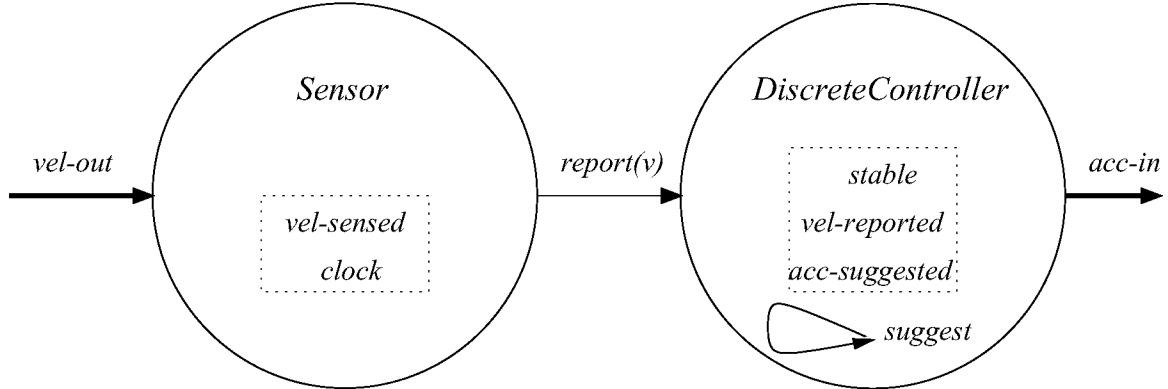 Sensor
DiscreteController
vel-out
report(v)
acc-in
stable
vel-sensed
vel-reported
clock
acc-suggested
suggest